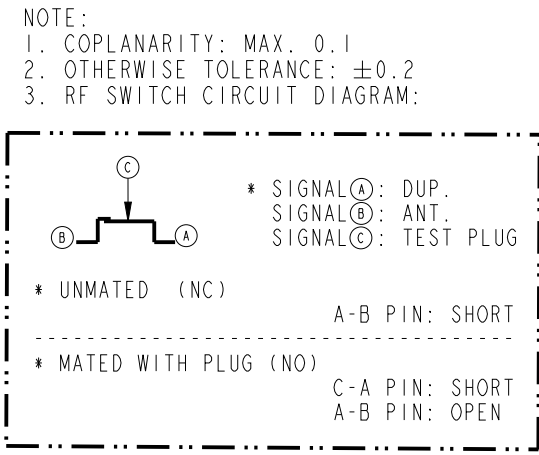 NOTE:
1. COPLANARITY: MAX. 0.1
2. OTHERWISE TOLERANCE: ±0.2
3. RF SWITCH CIRCUIT DIAGRAM:
C
B
A
* SIGNAL Ⓐ: DUP.
SIGNAL Ⓑ: ANT.
SIGNAL Ⓒ: TEST PLUG
* UNMATED (NC)
A-B PIN: SHORT
* MATED WITH PLUG (NO)
C-A PIN: SHORT
A-B PIN: OPEN